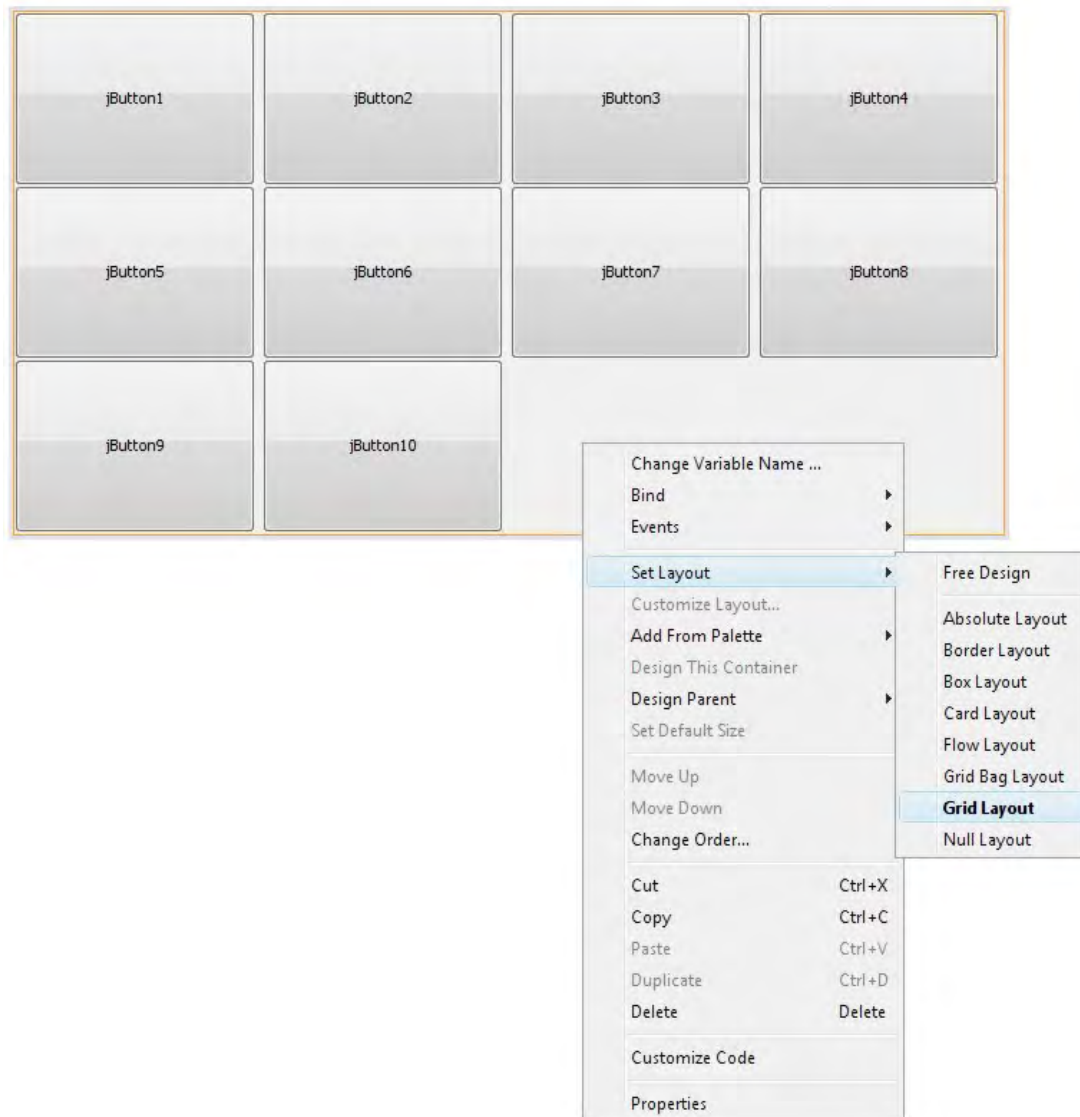 jButton1 jButton2 jButton3 jButton4
jButton5 jButton6 jButton7 jButton8
jButton9 jButton10
Change Variable Name ...
Bind
Events
Set Layout
Customize Layout...
Add From Palette
Design This Container
Design Parent
Set Default Size
Move Up
Move Down
Change Order...
Cut Ctrl+X
Copy Ctrl+C
Paste Ctrl+V
Duplicate Ctrl+D
Delete Delete
Customize Code
Properties
Free Design
Absolute Layout
Border Layout
Box Layout
Card Layout
Flow Layout
Grid Bag Layout
Grid Layout
Null Layout